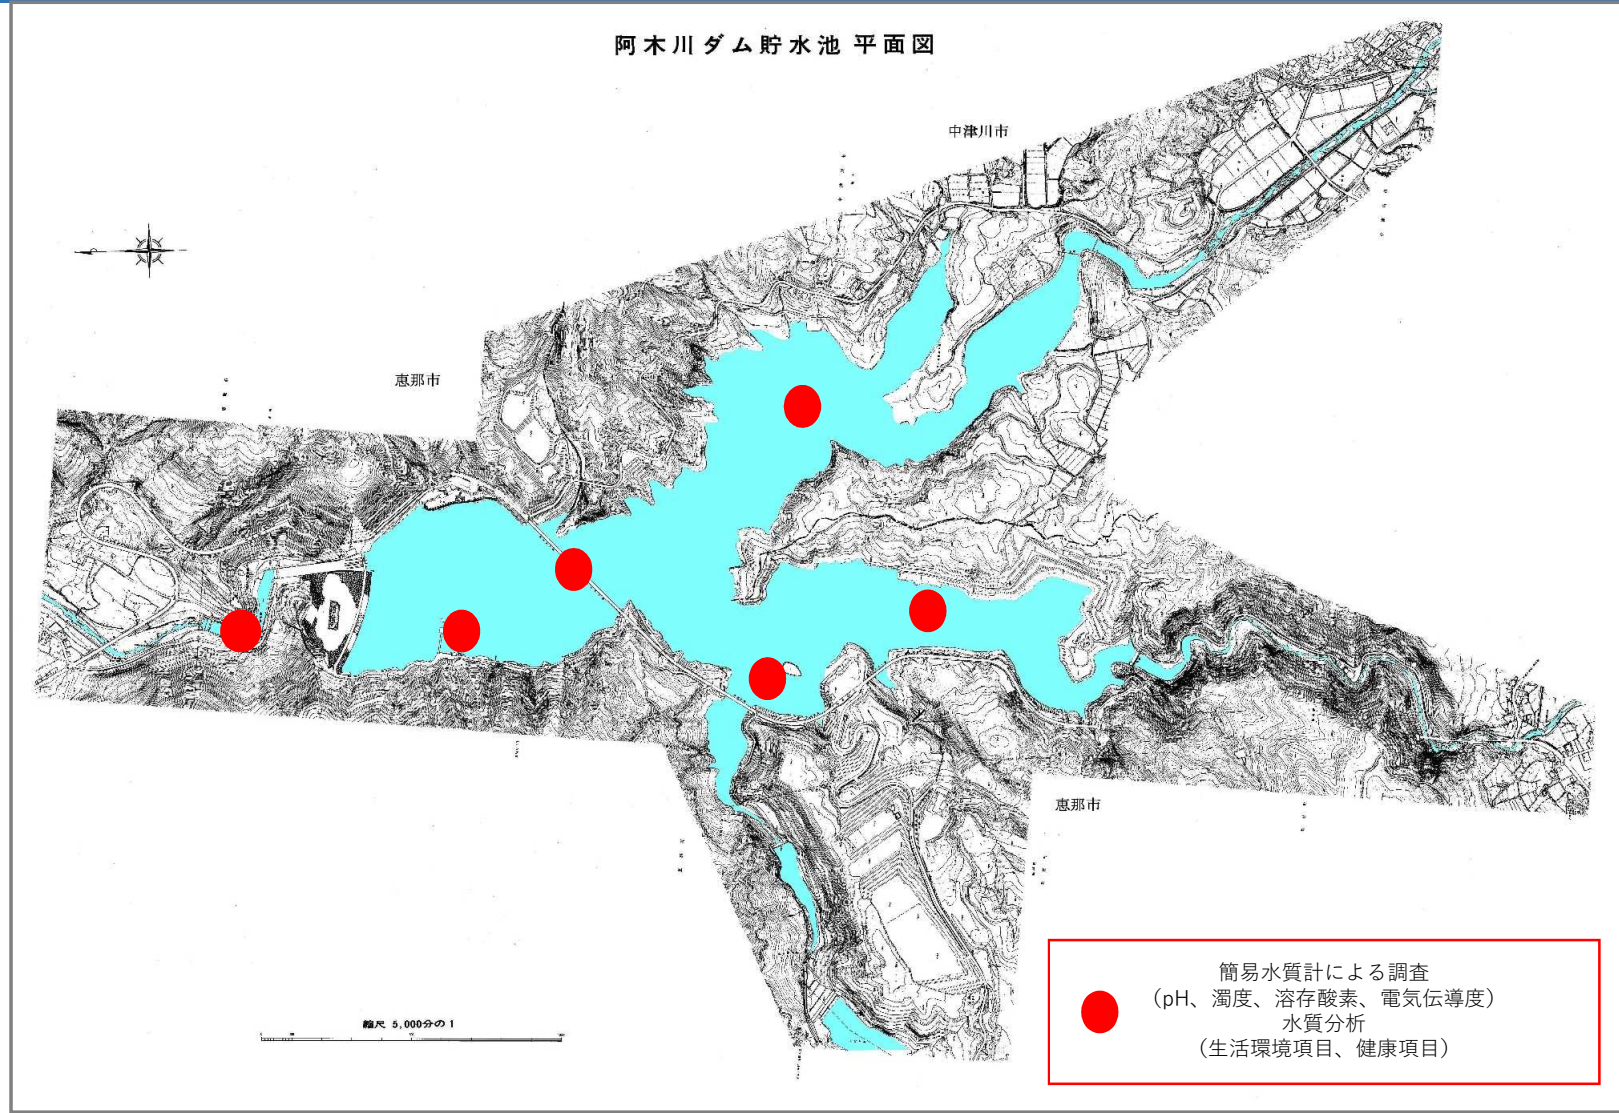 阿木川ダム貯水池 平面図
中津川市
恵那市
恵那市
縮尺 5,000分の1
簡易水質計による調査
（pH、濁度、溶存酸素、電気伝導度）
水質分析
（生活環境項目、健康項目）